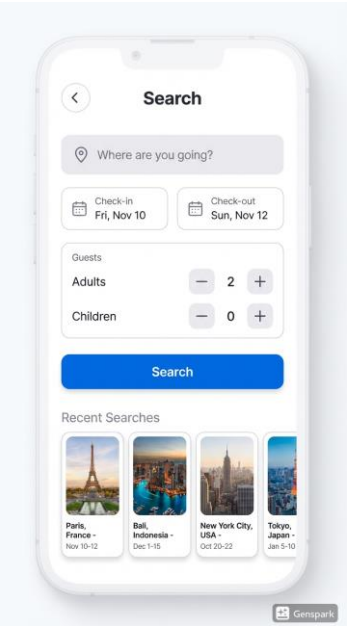 Search
Where are you going?
Check-in
Fri, Nov 10
Check-out
Sun, Nov 12
Guests
Adults
2
Children
0
Search
Recent Searches
Paris,
France -
Nov 10-12
Bali,
Indonesia -
Dec 1-15
New York City,
USA -
Oct 20-22
Tokyo,
Japan -
Jan 5-10
Genspark